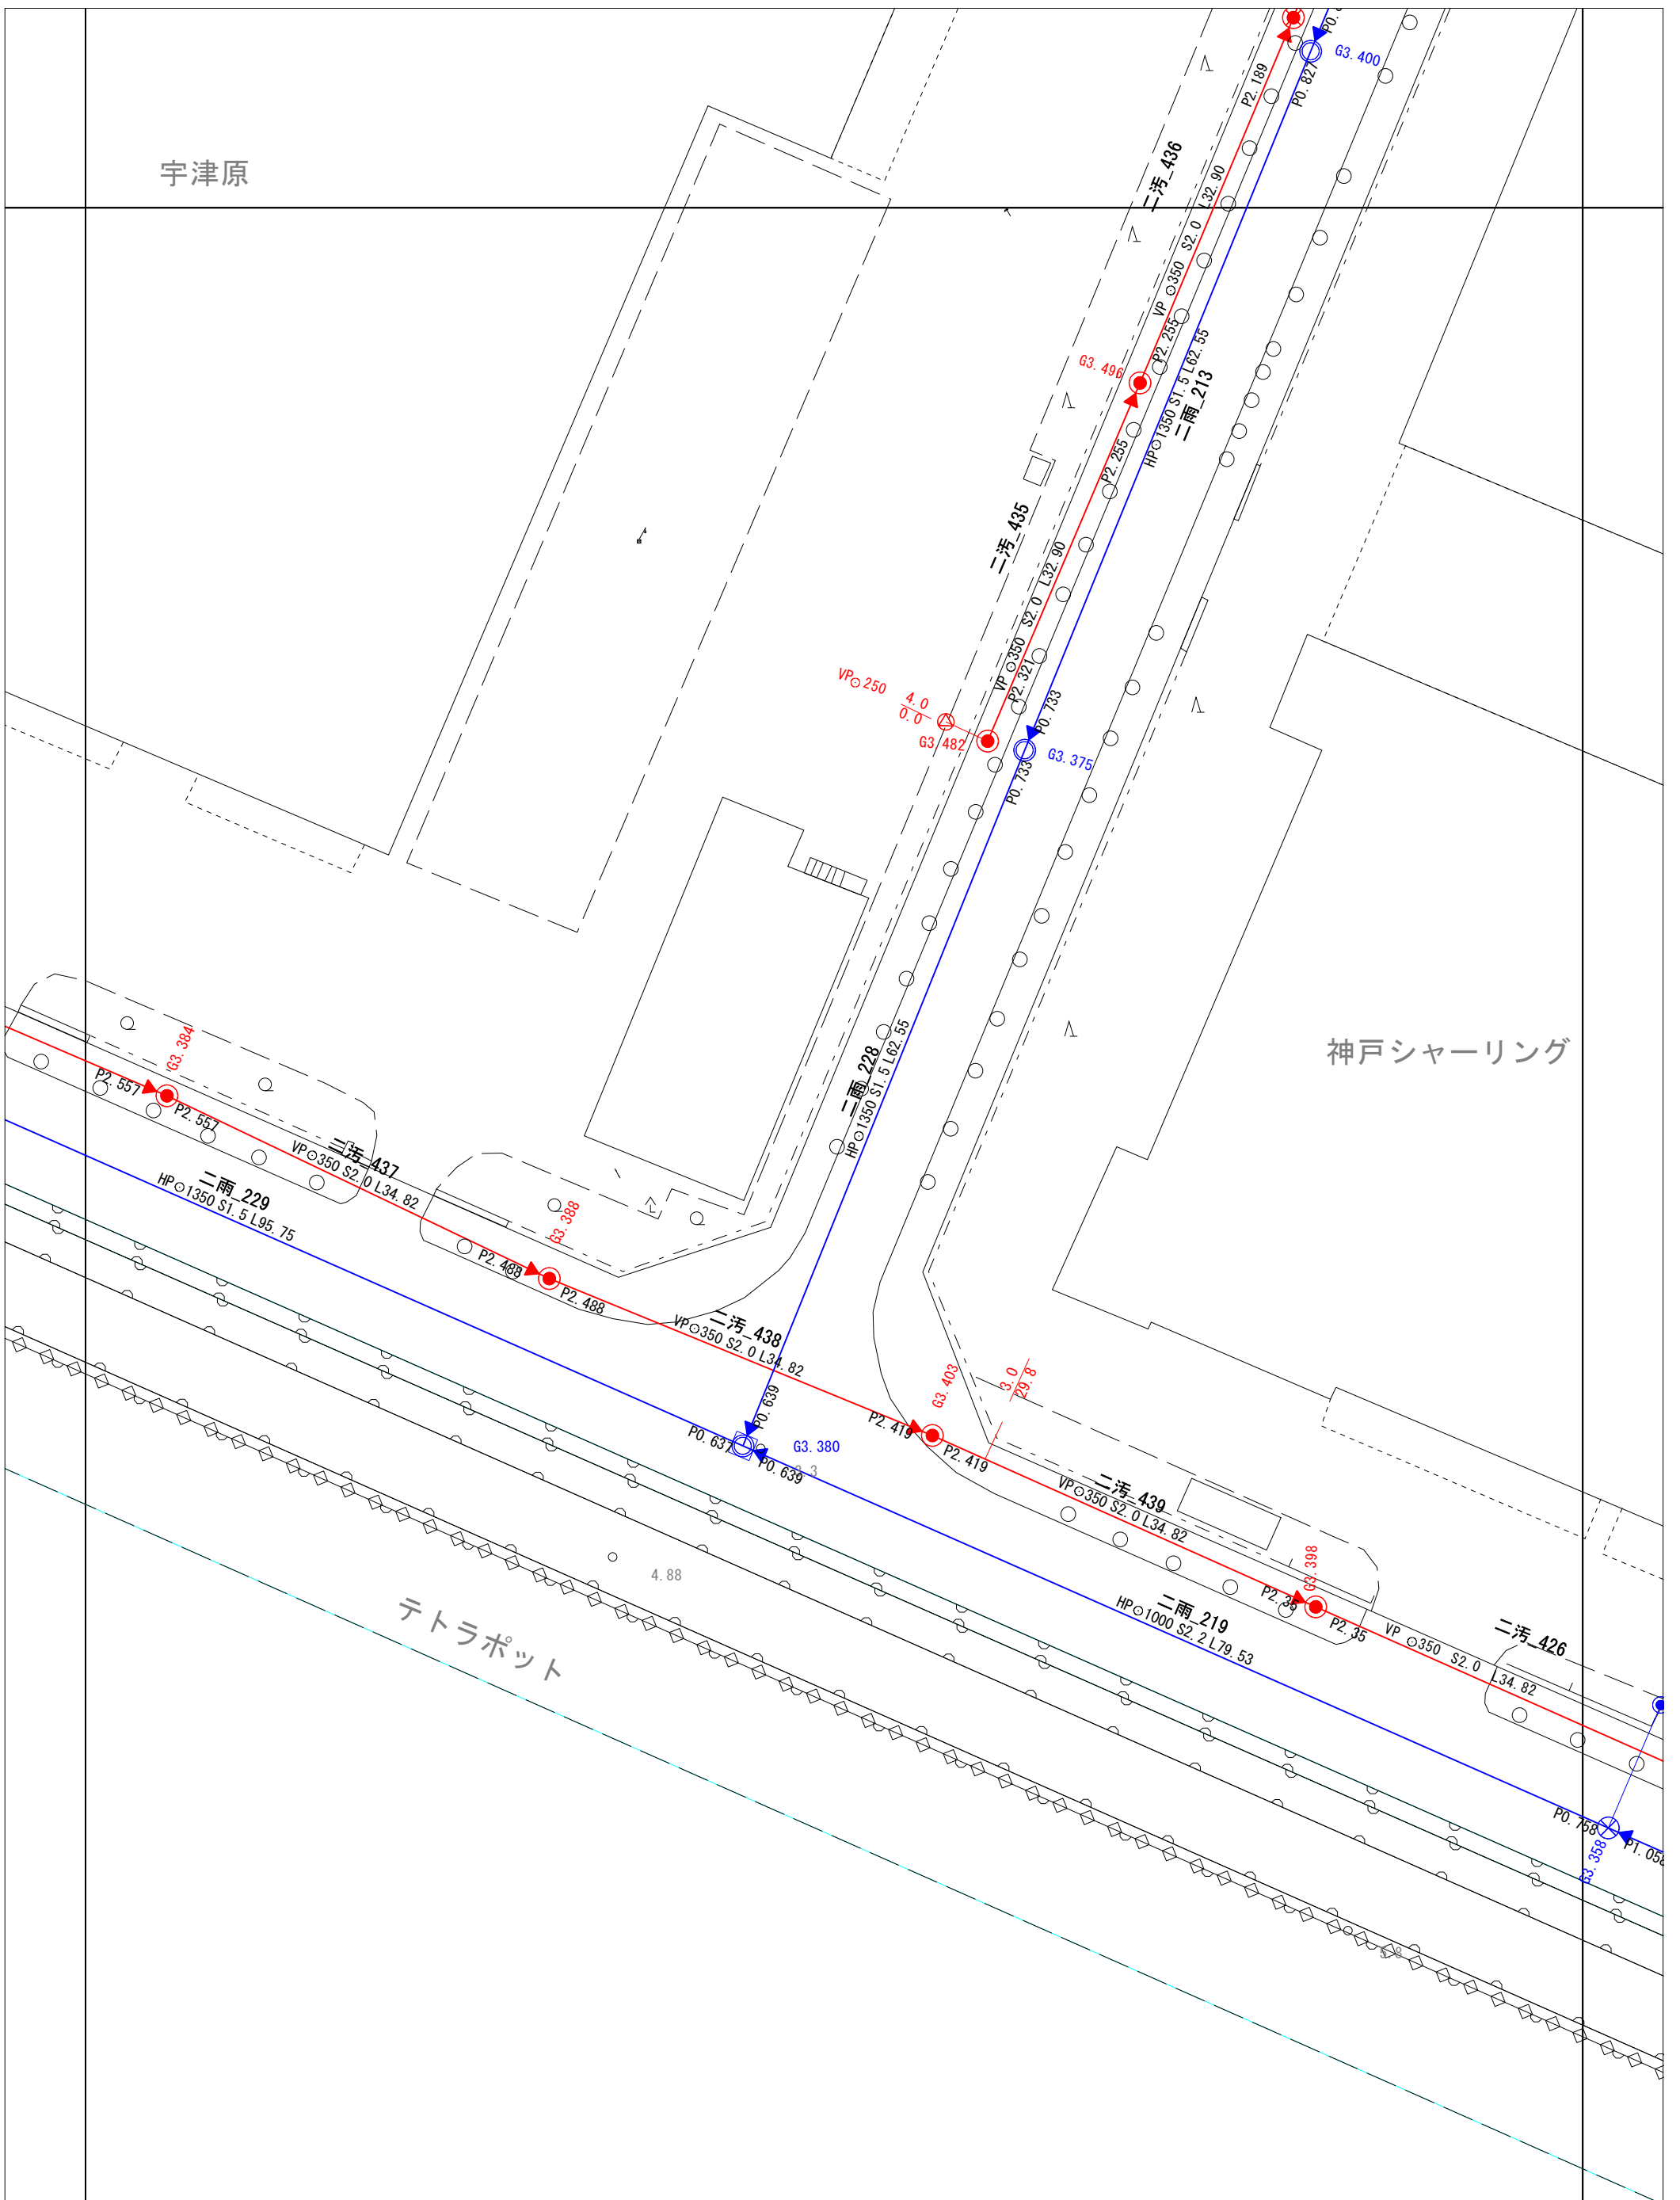 G3.400
P2.189
P0.827
宇津原
二汚_436
VP ⊙350 S2.0 L32.90
P2.255
G3.496
HP⊙1350 S1.5 L62.55
二雨_213
P2.255
二汚_435
VP ⊙350 S2.0 L32.90
P2.321
VP⊙250
4.0
0.0
G3.482
P0.733
G3.375
P0.733
G3.384
P2.557
P2.557
二雨_228
HP⊙1350 S1.5 L62.55
神戸シャーリング
二汚_437
VP⊙350 S2.0 L34.82
二雨_229
HP⊙1350 S1.5 L95.75
G3.388
P2.488
P2.488
二汚_438
VP⊙350 S2.0 L34.82
G3.403
3.0
29.8
P0.639
P0.637
G3.380
P0.639
P2.419
P2.419
二汚_439
VP⊙350 S2.0 L34.82
G3.398
P2.35
P2.35
4.88
テトラポット
二雨_219
HP⊙1000 S2.2 L79.53
二汚_426
VP ⊙350 S2.0 L34.82
P0.758
G3.358
P1.058